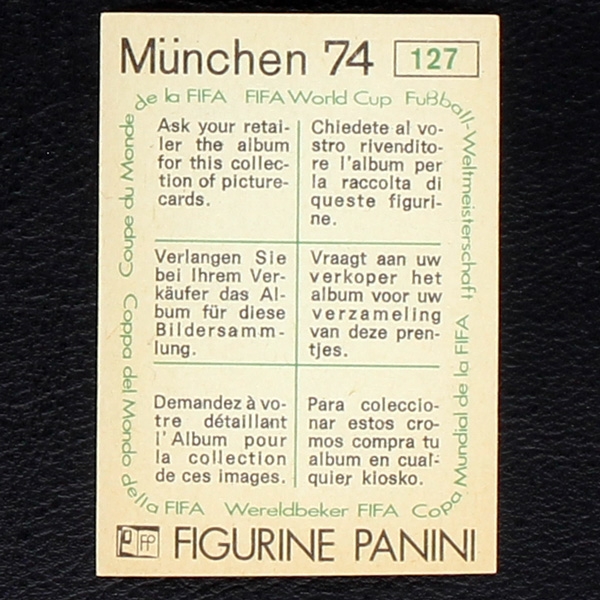 München 74 127
Coupe du Monde de la FIFA FIFA World Cup Fußball-Weltmeisterschaft
Ask your retai-
ler the album
for this collec-
tion of picture-
cards.
Chiedete al vo-
stro rivendito-
re l'album per
la raccolta di
queste figuri-
ne.
Verlangen Sie
bei Ihrem Ver-
käufer das Al-
bum für diese
Bildersamm-
lung.
Vraagt aan uw
verkoper het
album voor uw
verzameling
van deze pren-
tjes.
Demandez à vo-
tre détaillant
l'Album pour
la collection
de ces images.
Para coleccio-
nar estos cro-
mos compra tu
album en cual-
quier kiosko.
Coppa del Mondo della FIFA Wereldbeker FIFA Copa Mundial de la FIFA
FP FIGURINE PANINI